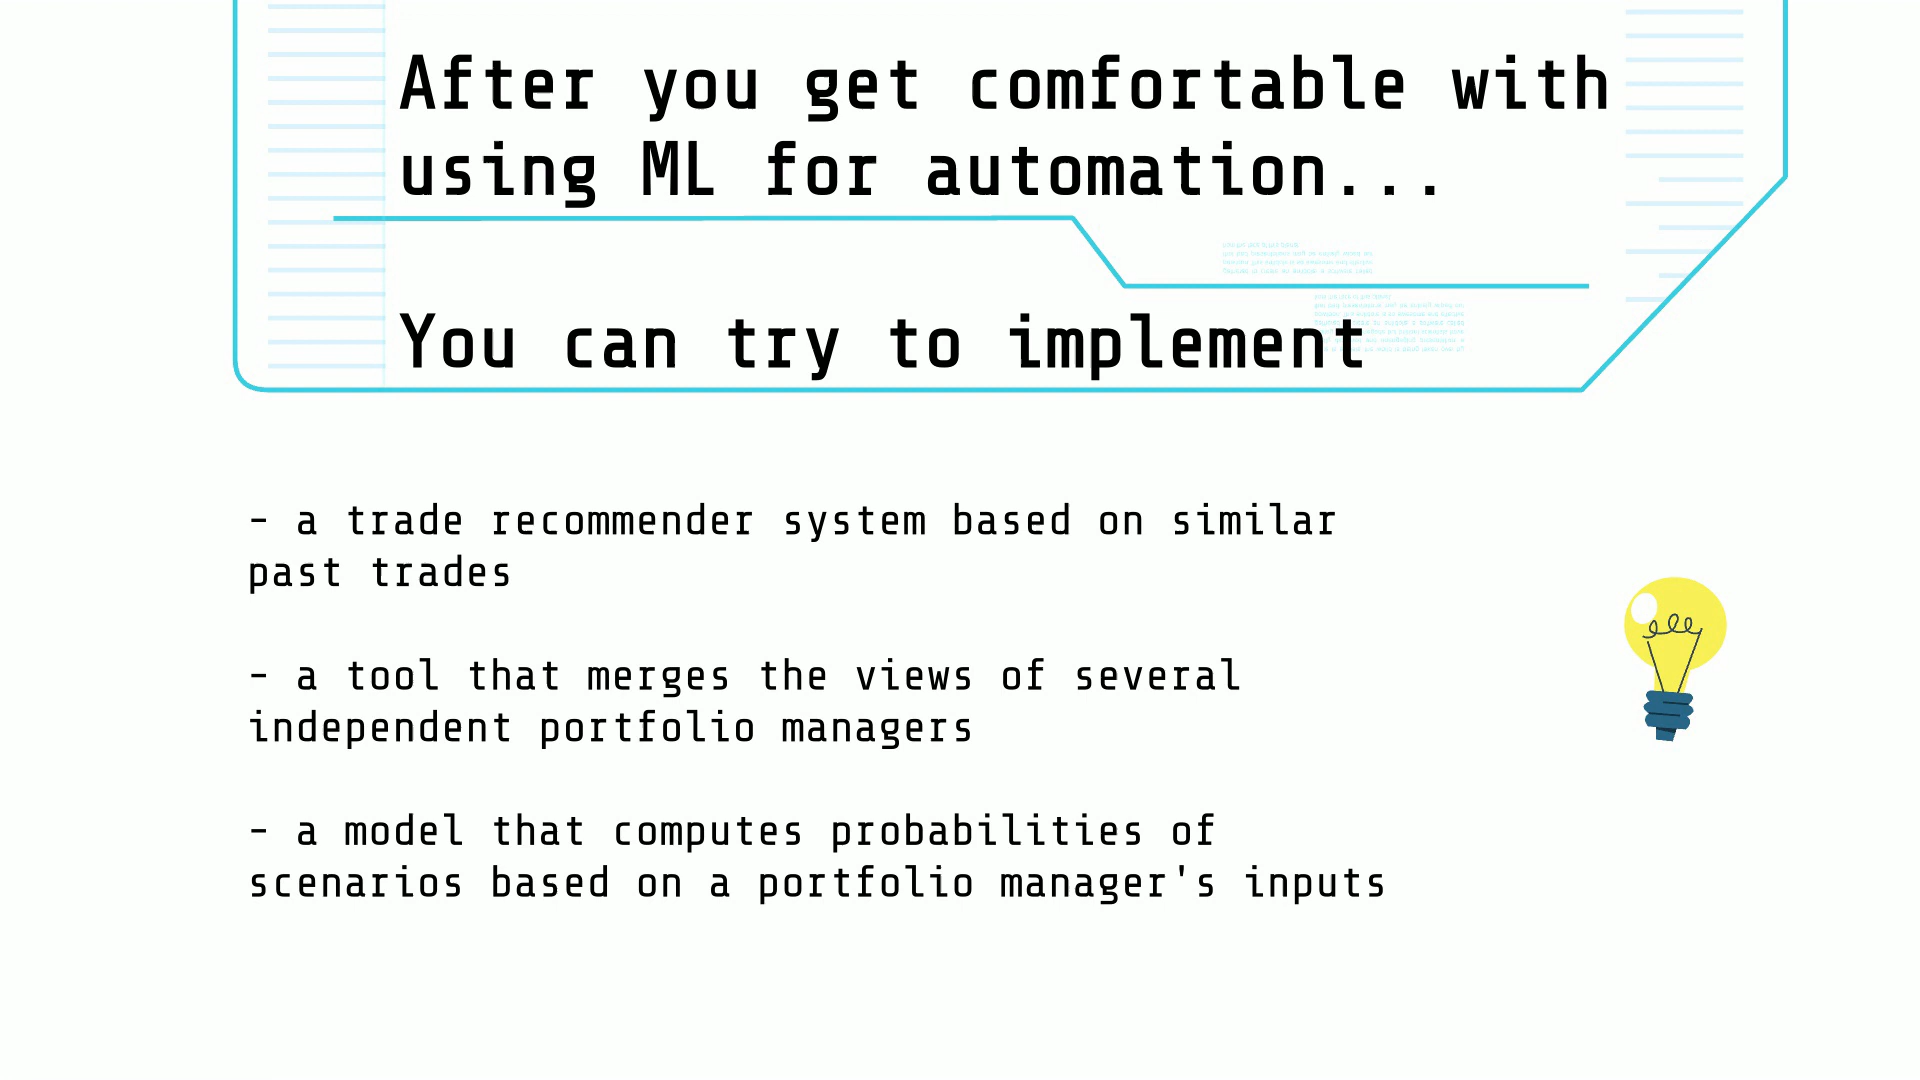 After you get comfortable with
using ML for automation...
You can try to implement
- a trade recommender system based on similar
past trades
- a tool that merges the views of several
independent portfolio managers
- a model that computes probabilities of
scenarios based on a portfolio manager's inputs